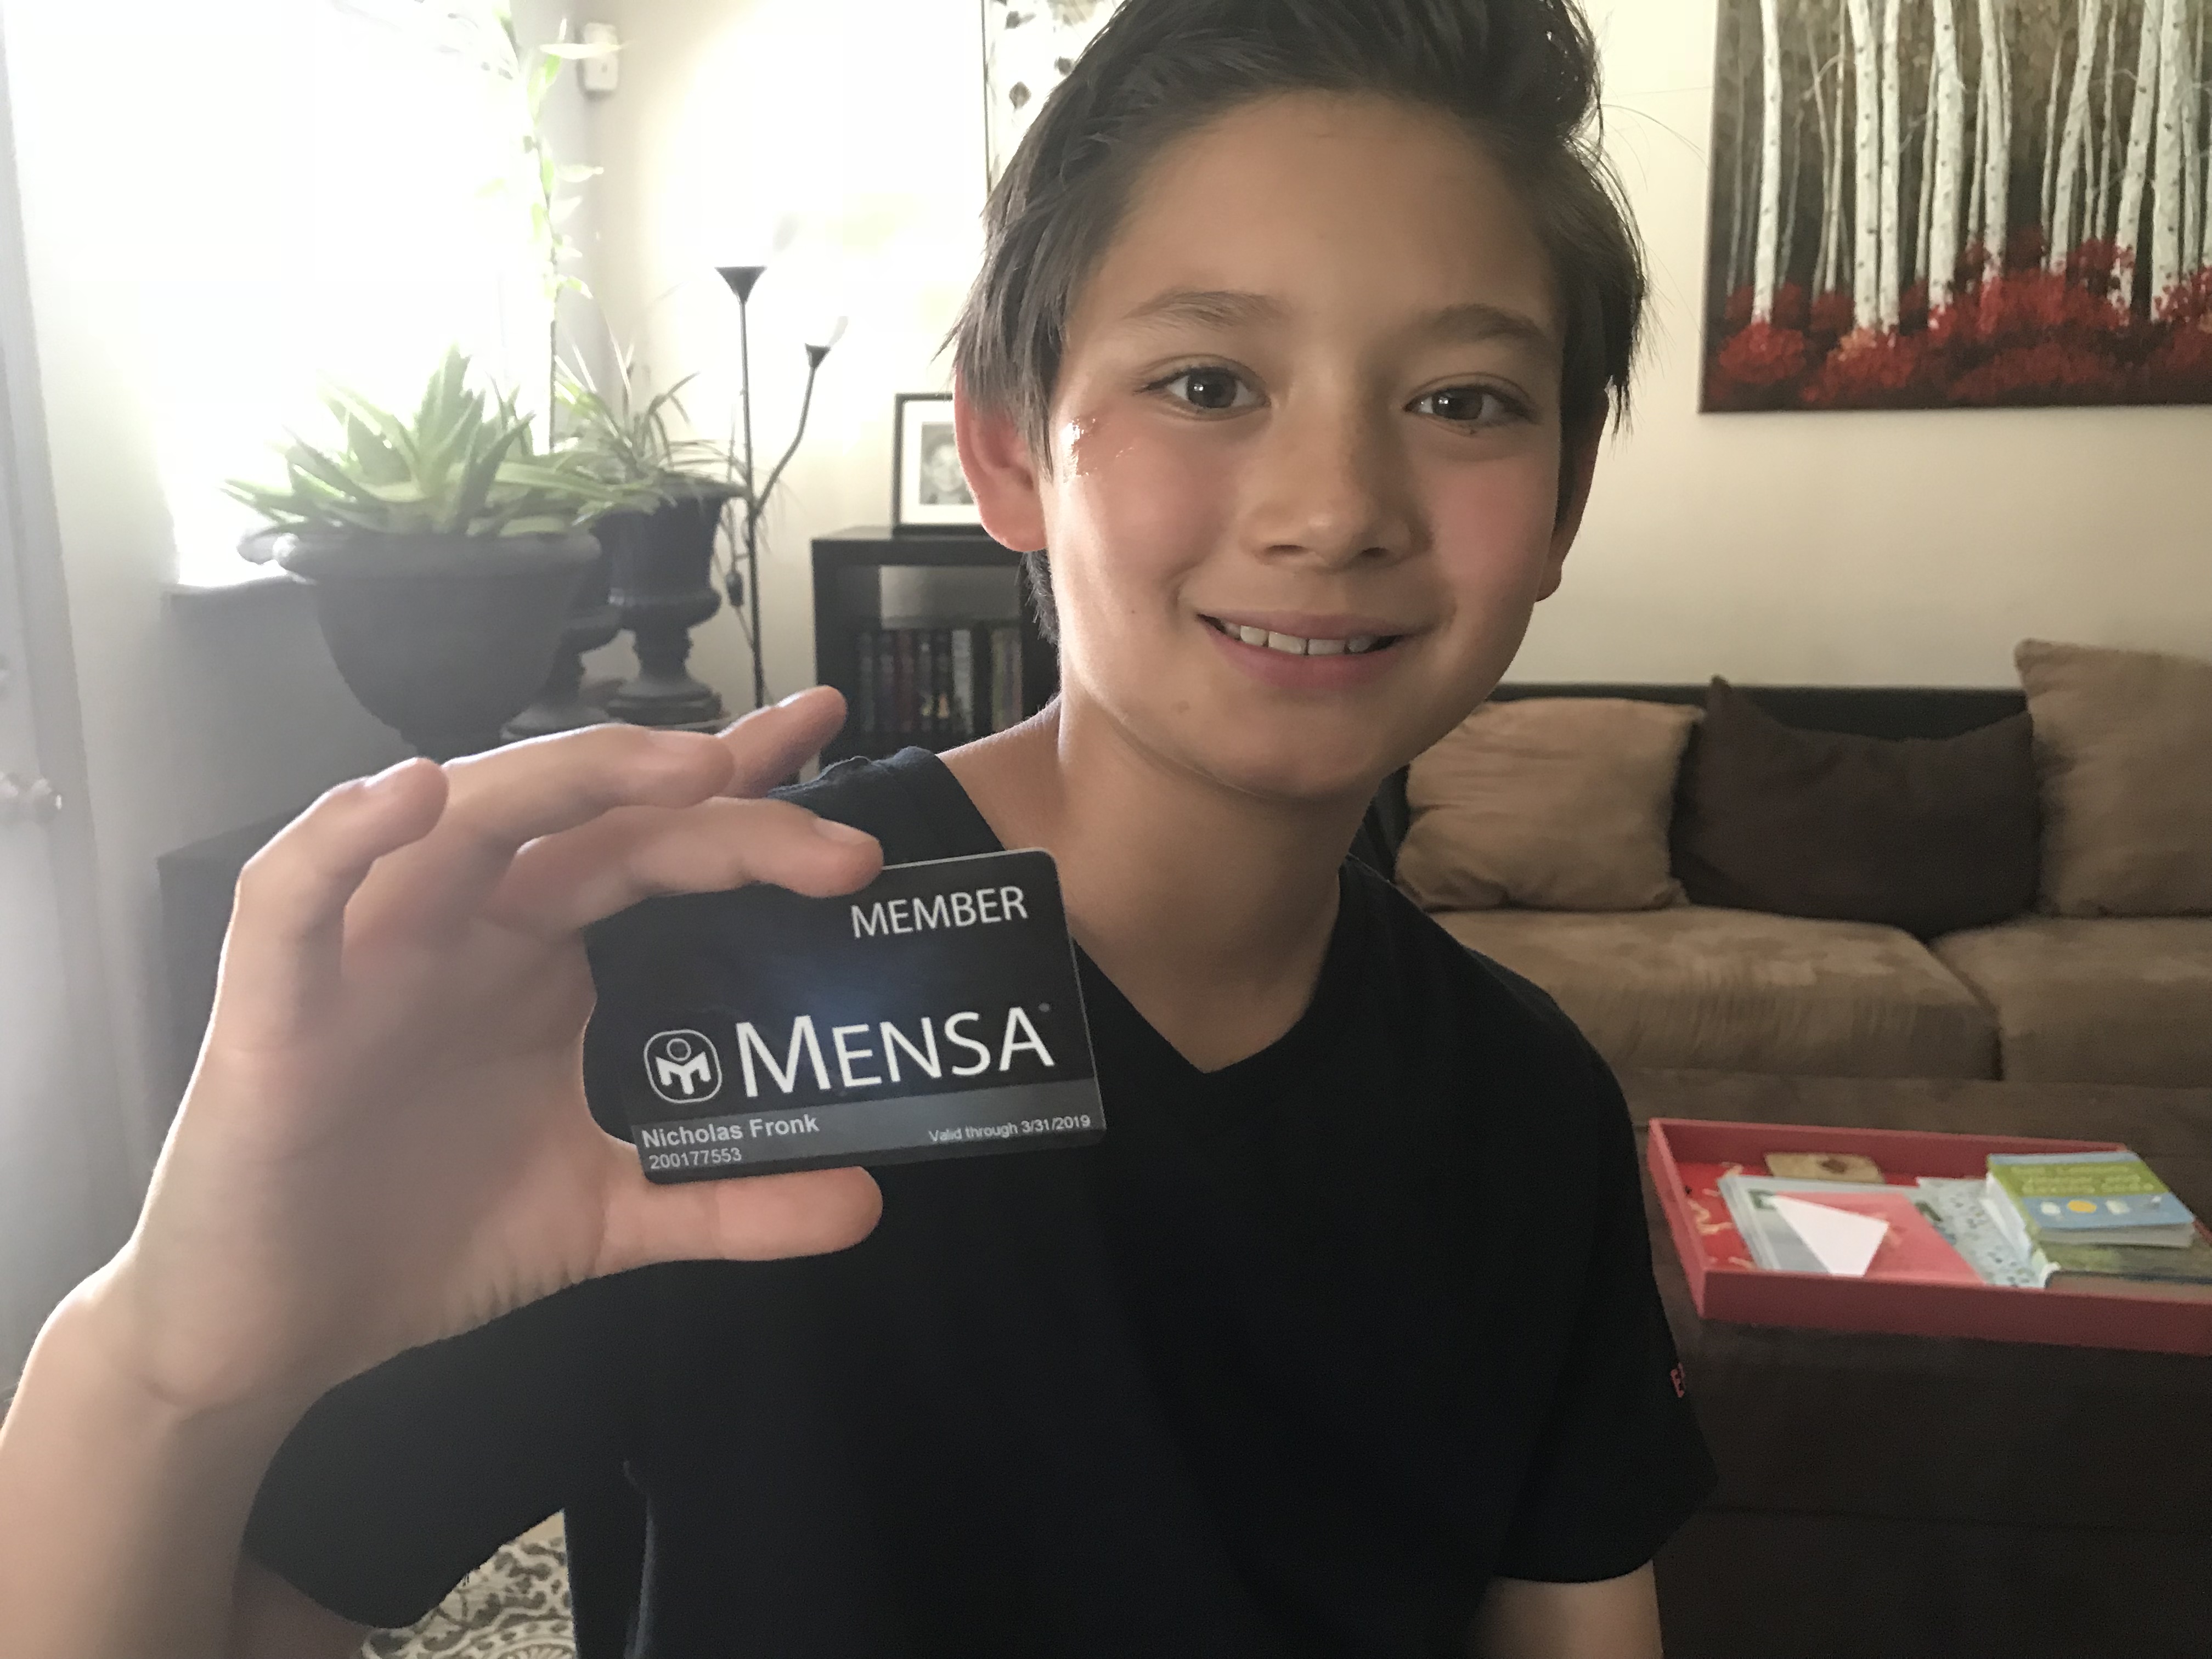 MEMBER
MENSA®
Nicholas Fronk
Valid through 3/31/2019
200177553